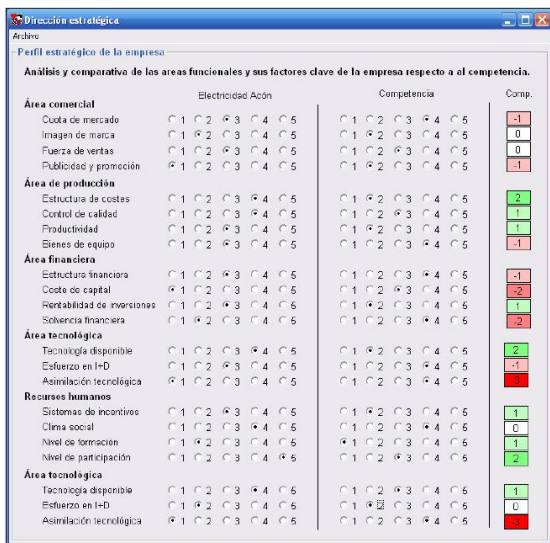 Dirección estratégica
Archivo
Perfil estratégico de la empresa
Análisis y comparativa de las areas funcionales y sus factores clave de la empresa respecto a al competencia.
Electricidad Acón Competencia Comp.
Área comercial
Cuota de mercado 1 2 3 4 5 1 2 3 4 5 -1
Imagen de marca 1 2 3 4 5 1 2 3 4 5 0
Fuerza de ventas 1 2 3 4 5 1 2 3 4 5 0
Publicidad y promoción 1 2 3 4 5 1 2 3 4 5 -1
Área de producción
Estructura de costes 1 2 3 4 5 1 2 3 4 5 2
Control de calidad 1 2 3 4 5 1 2 3 4 5 1
Productividad 1 2 3 4 5 1 2 3 4 5 1
Bienes de equipo 1 2 3 4 5 1 2 3 4 5 -1
Área financiera
Estructura financiera 1 2 3 4 5 1 2 3 4 5 -1
Coste de capital 1 2 3 4 5 1 2 3 4 5 -2
Rentabilidad de inversiones 1 2 3 4 5 1 2 3 4 5 1
Solvencia financiera 1 2 3 4 5 1 2 3 4 5 -2
Área tecnológica
Tecnología disponible 1 2 3 4 5 1 2 3 4 5 2
Esfuerzo en I+D 1 2 3 4 5 1 2 3 4 5 -1
Asimilación tecnológica 1 2 3 4 5 1 2 3 4 5 -3
Recursos humanos
Sistemas de incentivos 1 2 3 4 5 1 2 3 4 5 1
Clima social 1 2 3 4 5 1 2 3 4 5 0
Nivel de formación 1 2 3 4 5 1 2 3 4 5 1
Nivel de participación 1 2 3 4 5 1 2 3 4 5 2
Área tecnológica
Tecnología disponible 1 2 3 4 5 1 2 3 4 5 1
Esfuerzo en I+D 1 2 3 4 5 1 2 3 4 5 0
Asimilación tecnológica 1 2 3 4 5 1 2 3 4 5 -3